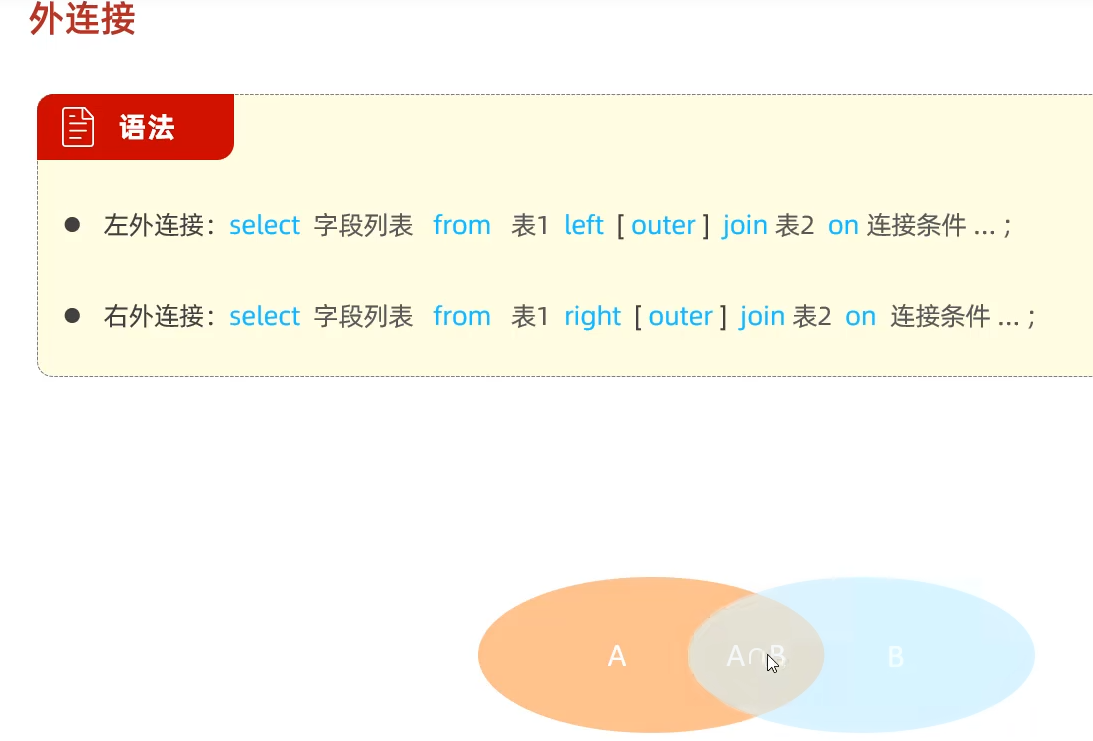 外连接
语法
● 左外连接：select 字段列表 from 表1 left [ outer ] join 表2 on 连接条件 ... ;
● 右外连接：select 字段列表 from 表1 right [ outer ] join 表2 on 连接条件 ... ;
A A∩B B